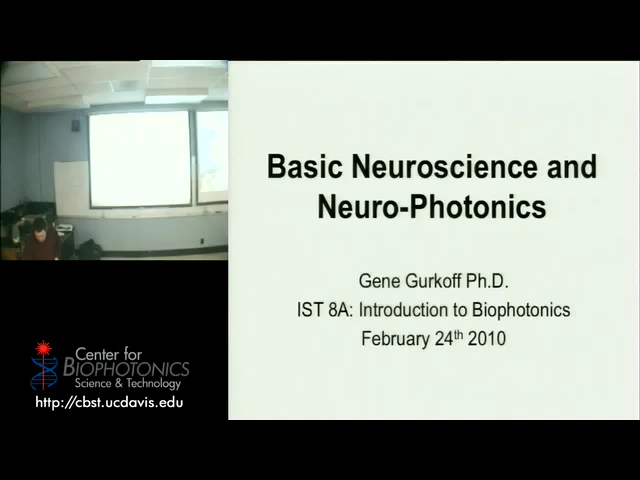 Basic Neuroscience and
Neuro-Photonics
Gene Gurkoff Ph.D.
IST 8A: Introduction to Biophotonics
February 24th 2010
Center for
BIOPHOTONICS
Science & Technology
http://cbst.ucdavis.edu